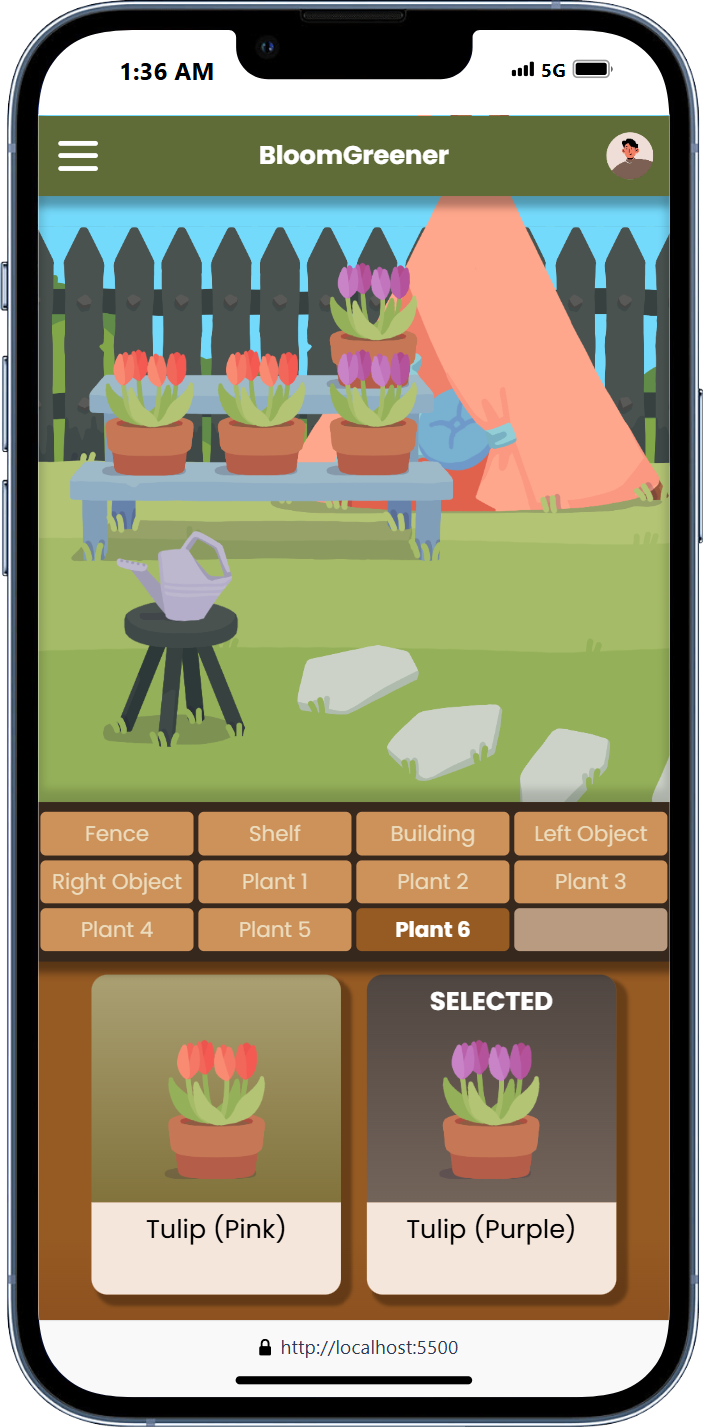 1:36 AM 5G
BloomGreener
Fence Shelf Building Left Object
Right Object Plant 1 Plant 2 Plant 3
Plant 4 Plant 5 Plant 6
SELECTED
Tulip (Pink) Tulip (Purple)
http://localhost:5500